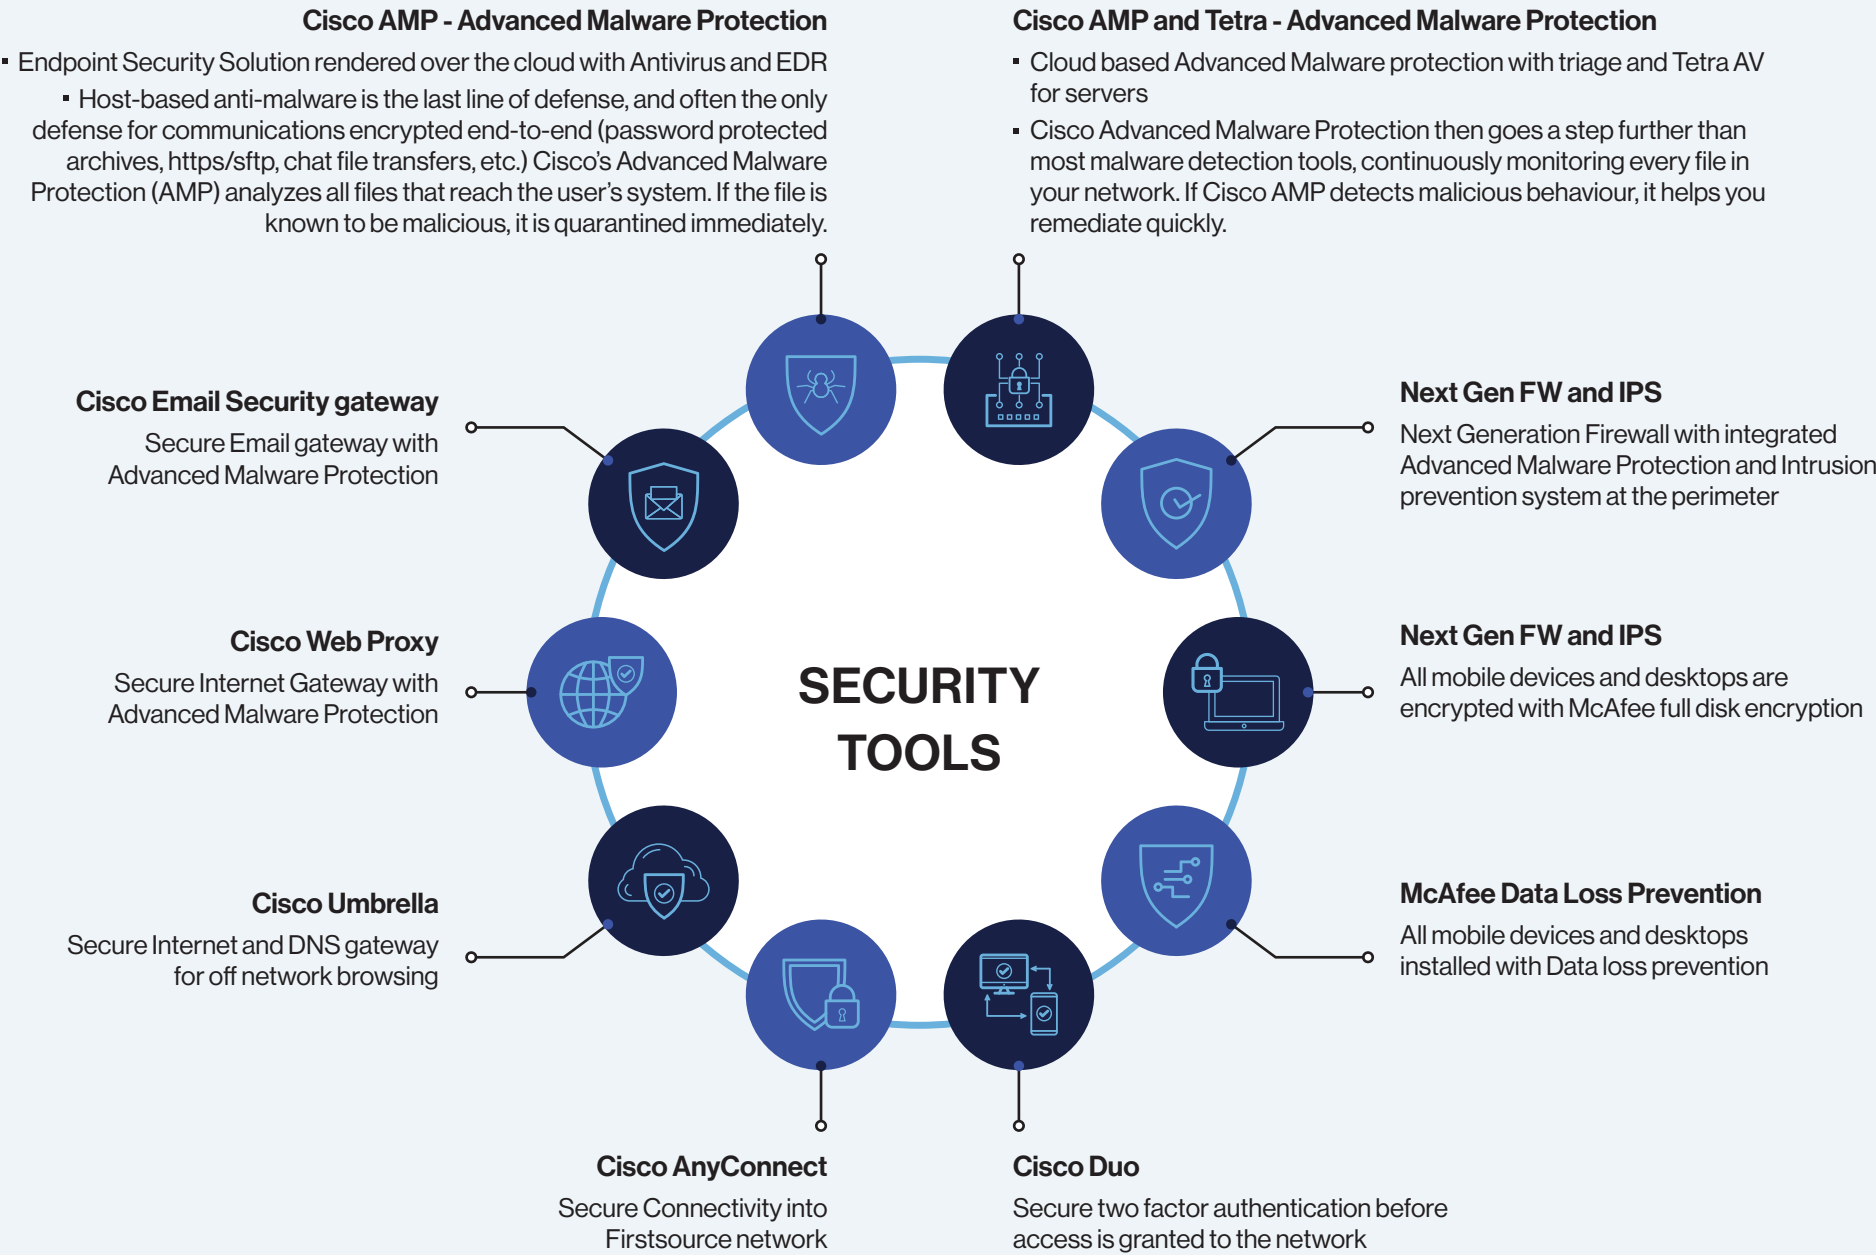 Cisco AMP - Advanced Malware Protection
▪ Endpoint Security Solution rendered over the cloud with Antivirus and EDR
▪ Host-based anti-malware is the last line of defense, and often the only
defense for communications encrypted end-to-end (password protected
archives, https/sftp, chat file transfers, etc.) Cisco's Advanced Malware
Protection (AMP) analyzes all files that reach the user's system. If the file is
known to be malicious, it is quarantined immediately.
Cisco AMP and Tetra - Advanced Malware Protection
▪ Cloud based Advanced Malware protection with triage and Tetra AV
for servers
▪ Cisco Advanced Malware Protection then goes a step further than
most malware detection tools, continuously monitoring every file in
your network. If Cisco AMP detects malicious behaviour, it helps you
remediate quickly.
Cisco Email Security gateway
Secure Email gateway with
Advanced Malware Protection
Next Gen FW and IPS
Next Generation Firewall with integrated
Advanced Malware Protection and Intrusion
prevention system at the perimeter
Cisco Web Proxy
Secure Internet Gateway with
Advanced Malware Protection
SECURITY
TOOLS
Next Gen FW and IPS
All mobile devices and desktops are
encrypted with McAfee full disk encryption
Cisco Umbrella
Secure Internet and DNS gateway
for off network browsing
McAfee Data Loss Prevention
All mobile devices and desktops
installed with Data loss prevention
Cisco AnyConnect
Secure Connectivity into
Firstsource network
Cisco Duo
Secure two factor authentication before
access is granted to the network